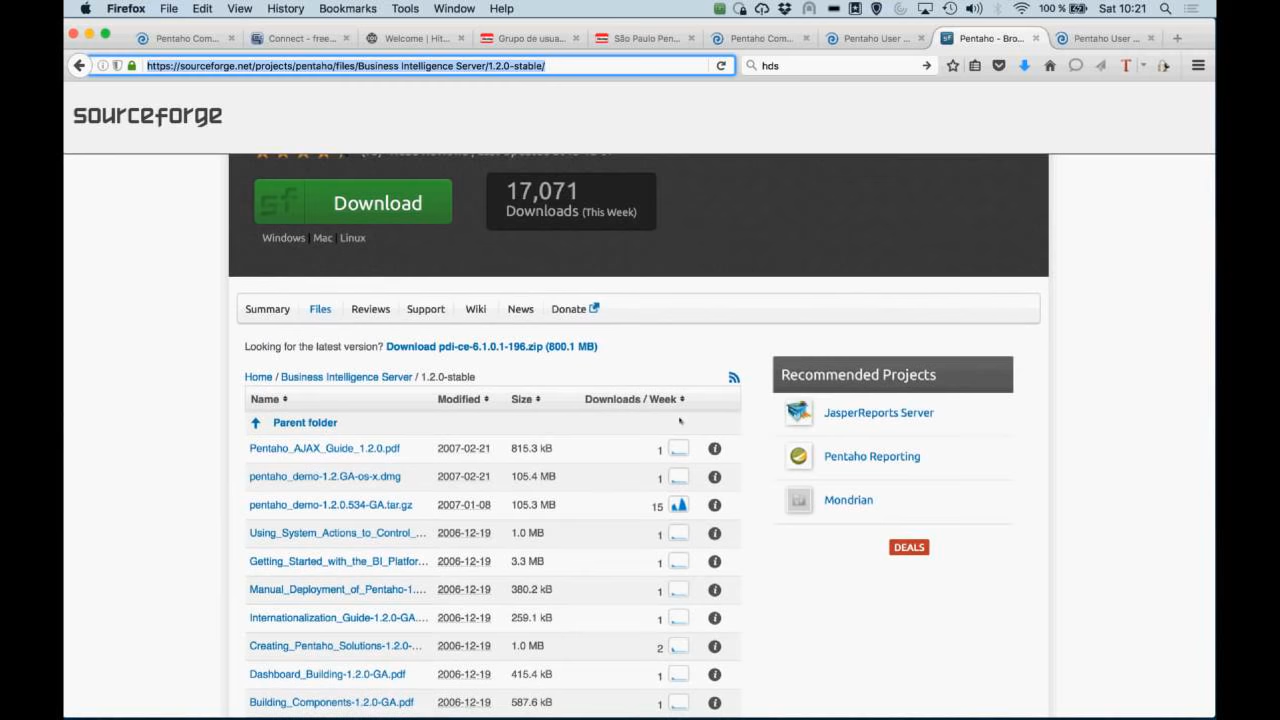 Firefox File Edit View History Bookmarks Tools Window Help 100 % Sat 10:21
Pentaho Com... Connect - free... Welcome | Hit... Grupo de usua... São Paulo Pen... Pentaho Com... Pentaho User ... Pentaho - Bro... Pentaho User ...
https://sourceforge.net/projects/pentaho/files/Business Intelligence Server/1.2.0-stable/ hds
sourceforge
sf Download
17,071
Downloads (This Week)
Windows | Mac | Linux
Summary Files Reviews Support Wiki News Donate
Looking for the latest version? Download pdi-ce-6.1.0.1-196.zip (800.1 MB)
Home / Business Intelligence Server / 1.2.0-stable
Name Modified Size Downloads / Week
Parent folder
Pentaho_AJAX_Guide_1.2.0.pdf 2007-02-21 815.3 kB 1
pentaho_demo-1.2.GA-os-x.dmg 2007-02-21 105.4 MB 1
pentaho_demo-1.2.0.534-GA.tar.gz 2007-01-08 105.3 MB 15
Using_System_Actions_to_Control_... 2006-12-19 1.0 MB 1
Getting_Started_with_the_BI_Platfor... 2006-12-19 3.3 MB 1
Manual_Deployment_of_Pentaho-1.... 2006-12-19 380.2 kB 1
Internationalization_Guide-1.2.0-GA.... 2006-12-19 259.1 kB 1
Creating_Pentaho_Solutions-1.2.0-... 2006-12-19 1.0 MB 2
Dashboard_Building-1.2.0-GA.pdf 2006-12-19 415.4 kB 1
Building_Components-1.2.0-GA.pdf 2006-12-19 587.6 kB 1
Recommended Projects
JasperReports Server
Pentaho Reporting
Mondrian
DEALS